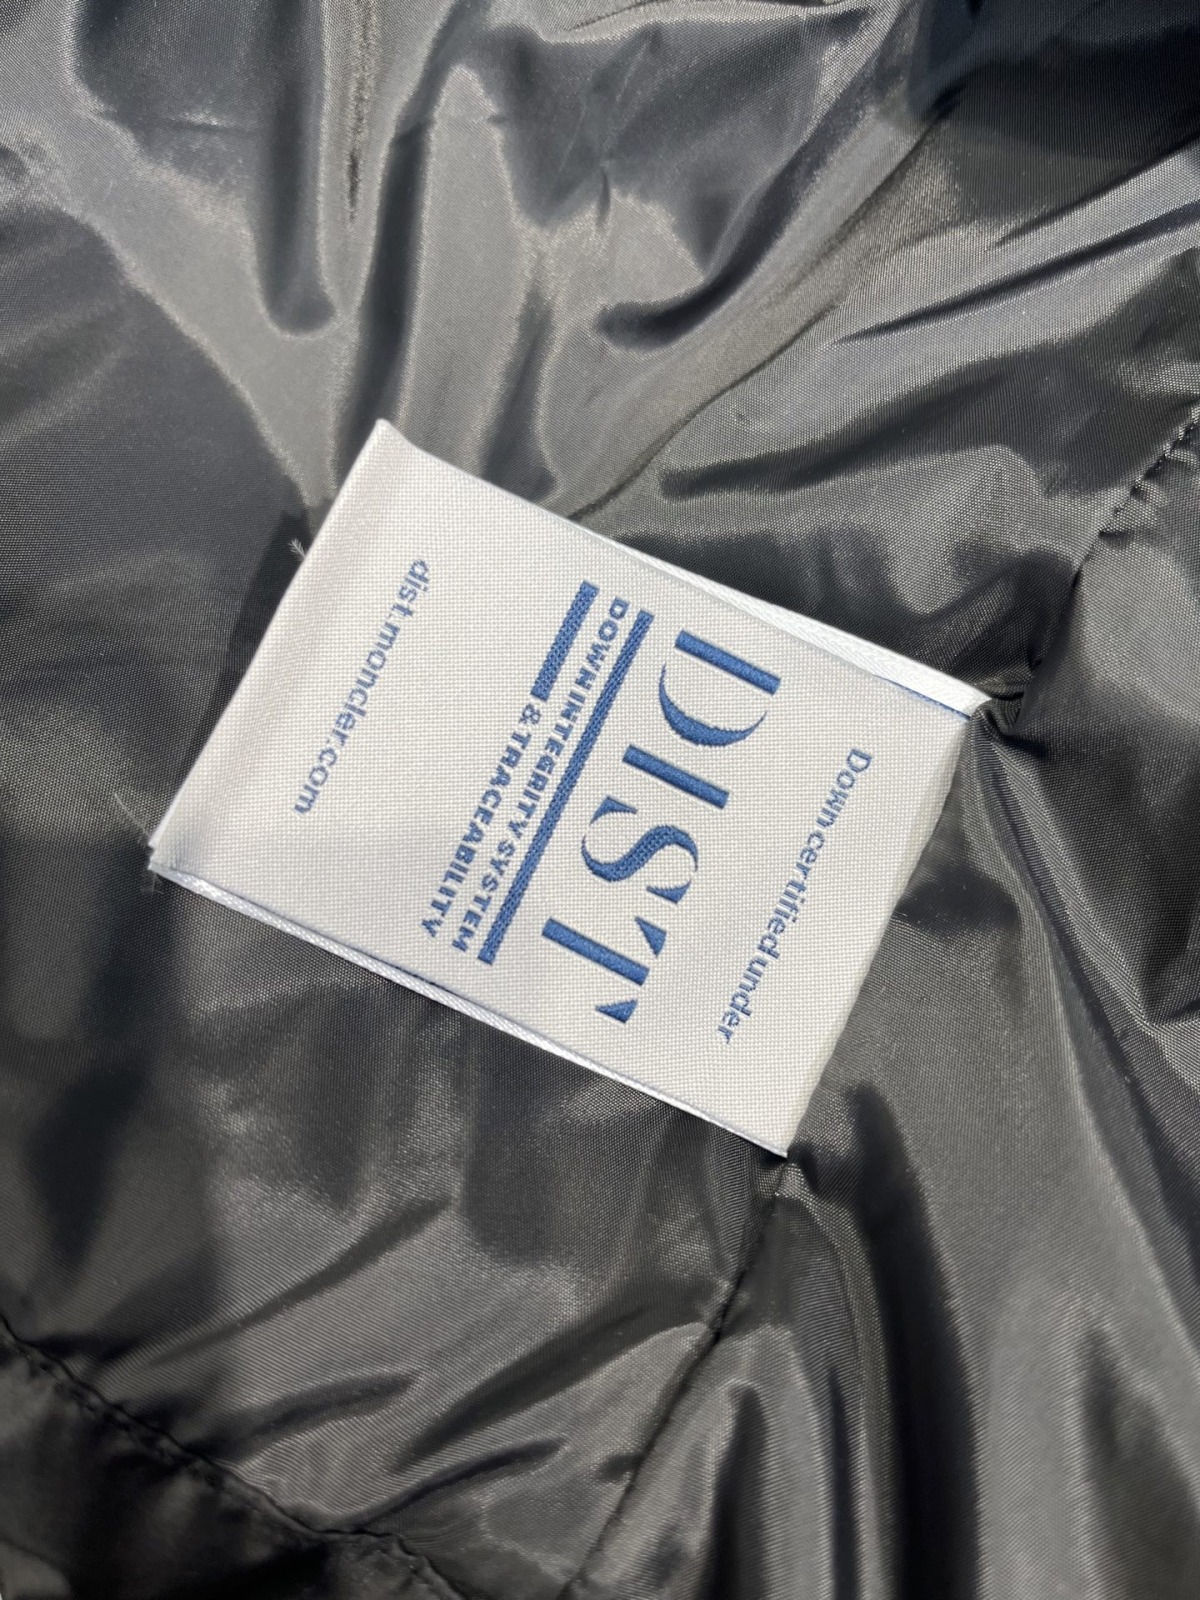 Down certified under
DIST
DOWN INTEGRITY SYSTEM
& TRACEABILITY
dist.moncler.com